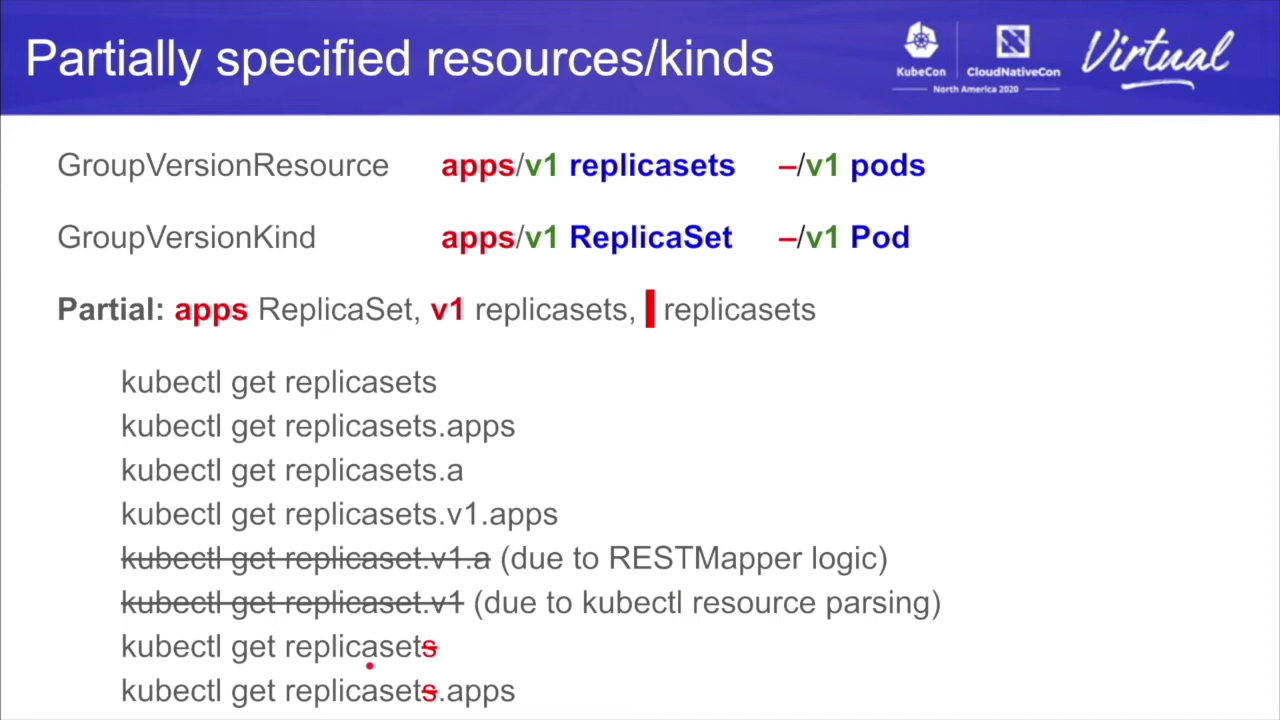 Partially specified resources/kinds
KubeCon
CloudNativeCon
North America 2020
Virtual
GroupVersionResource apps/v1 replicasets –/v1 pods
GroupVersionKind apps/v1 ReplicaSet –/v1 Pod
Partial: apps ReplicaSet, v1 replicasets, replicasets
kubectl get replicasets
kubectl get replicasets.apps
kubectl get replicasets.a
kubectl get replicasets.v1.apps
kubectl get replicaset.v1.a (due to RESTMapper logic)
kubectl get replicaset.v1 (due to kubectl resource parsing)
kubectl get replicasets
kubectl get replicasets.apps